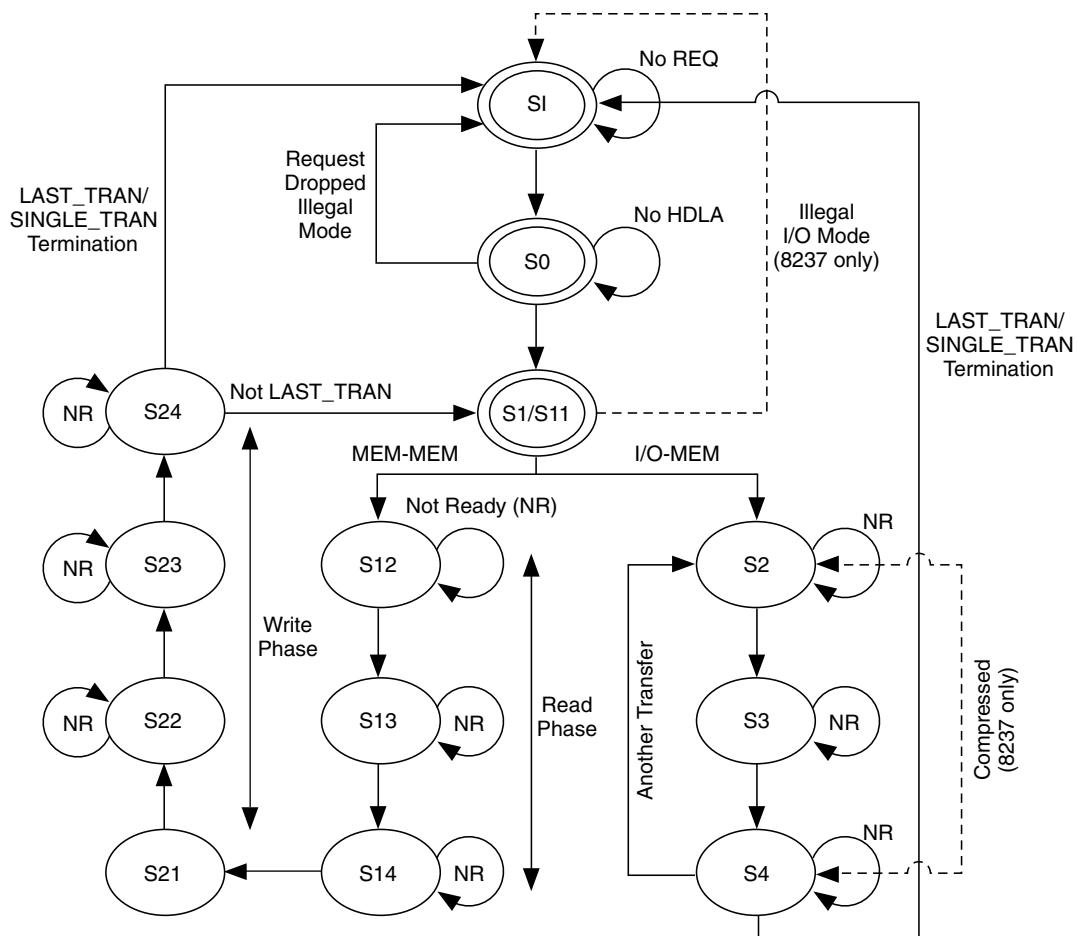 No REQ
SI
Request
Dropped
Illegal
Mode
LAST_TRAN/
SINGLE_TRAN
Termination
No HDLA
Illegal
I/O Mode
(8237 only)
S0
LAST_TRAN/
SINGLE_TRAN
Termination
NR
S24
Not LAST_TRAN
S1/S11
MEM-MEM
I/O-MEM
Not Ready (NR)
NR
NR
S23
S12
S2
Write
Phase
Read
Phase
Another Transfer
Compressed
(8237 only)
NR
S22
S13
NR
S3
NR
NR
S21
S14
NR
S4